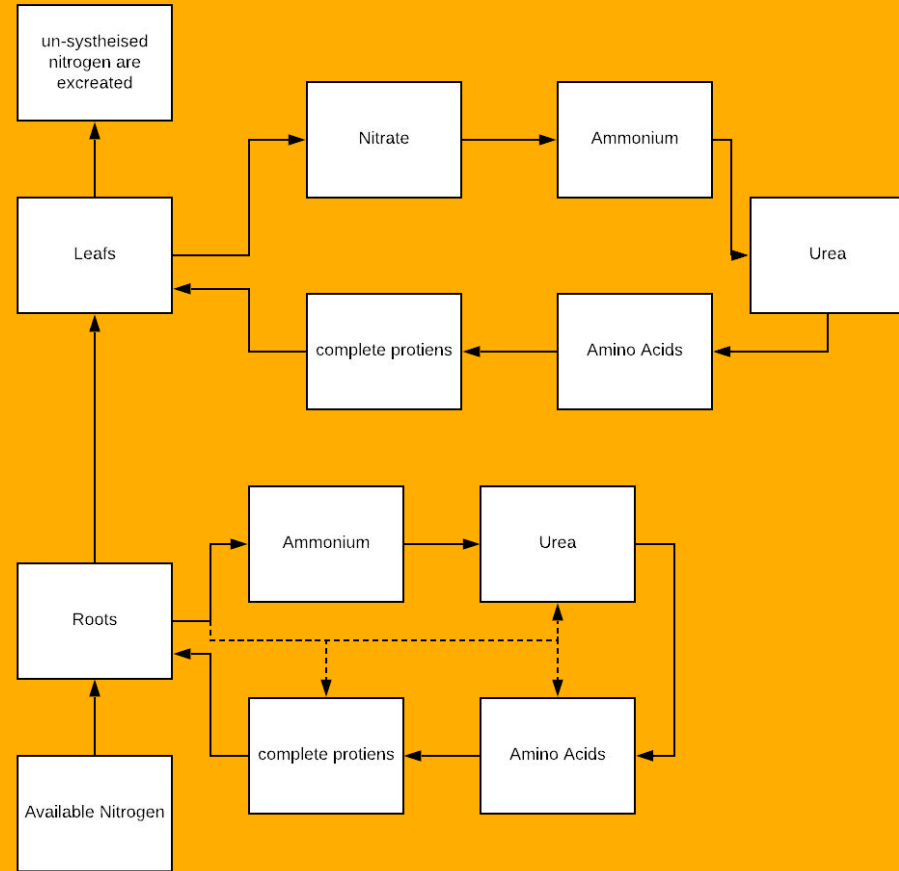 un-systheised
nitrogen are
excreated
Nitrate
Ammonium
Leafs
Urea
complete protiens
Amino Acids
Ammonium
Urea
Roots
complete protiens
Amino Acids
Available Nitrogen